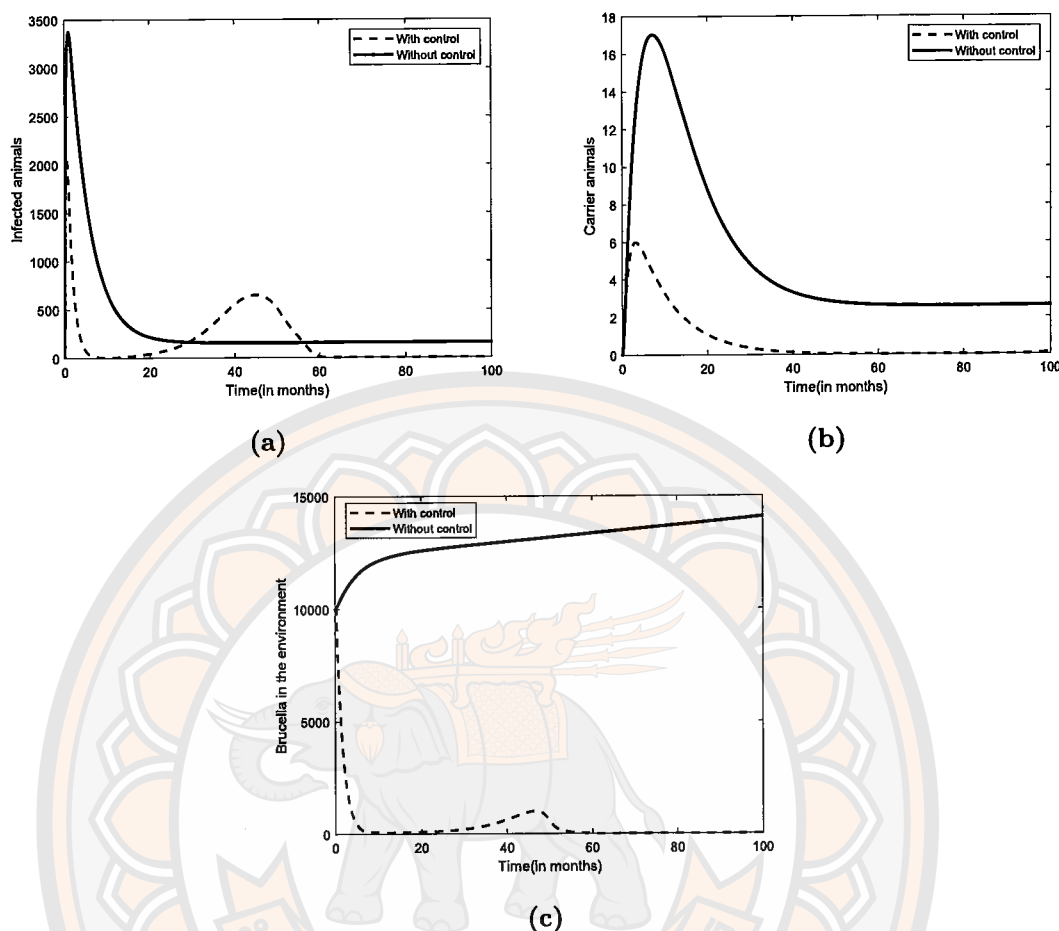 3500
3000
2500
2000
1500
1000
500
0
With control
Without control
Infected animals
0 20 40 60 80 100
Time(in months)
(a)
18
16
14
12
10
8
6
4
2
0
With control
Without control
Carrier animals
0 20 40 60 80 100
Time(in months)
(b)
15000
10000
5000
0
With control
Without control
Brucella in the environment
0 20 40 60 80 100
Time(in months)
(c)